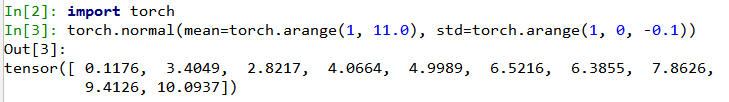 In[2]: import torch
In[3]: torch.normal(mean=torch.arange(1, 11.0), std=torch.arange(1, 0, -0.1))
Out[3]:
tensor([ 0.1176,  3.4049,  2.8217,  4.0664,  4.9989,  6.5216,  6.3855,  7.8626,
         9.4126, 10.0937])